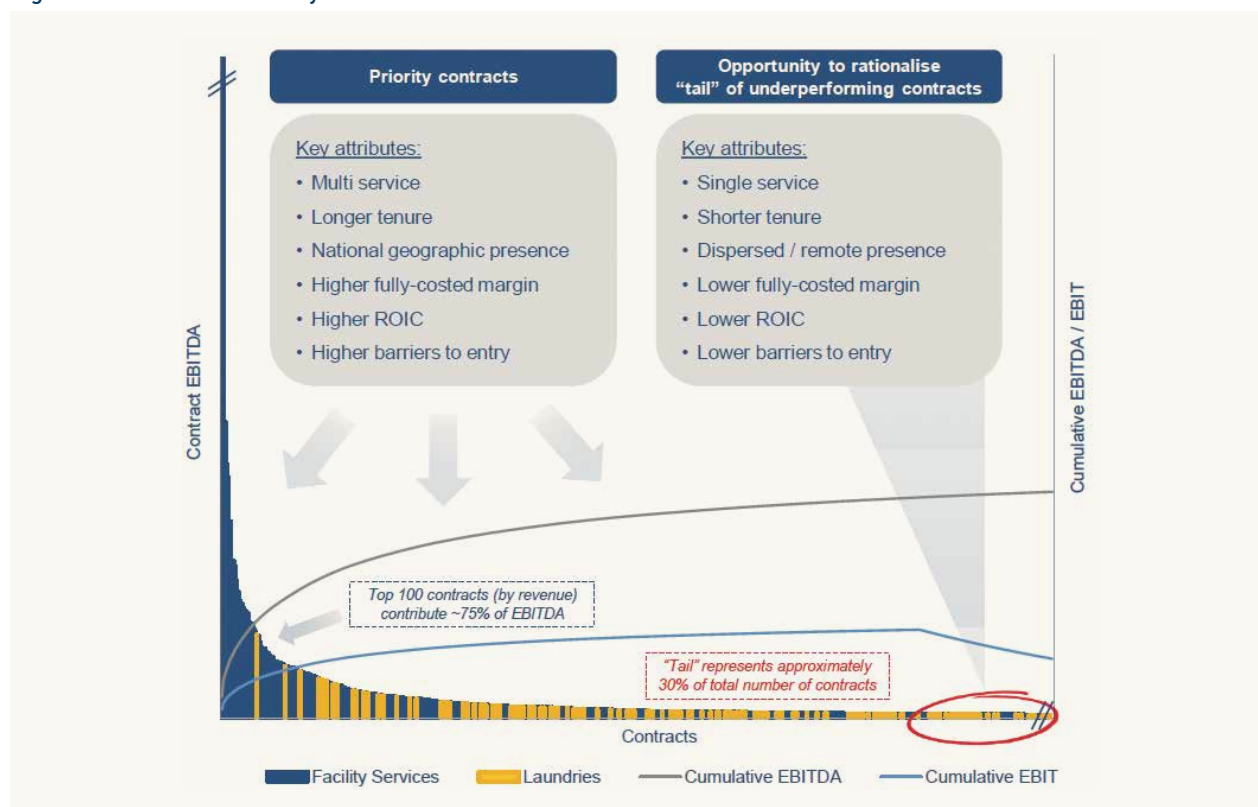 Priority contracts
Opportunity to rationalise
“tail” of underperforming contracts
Key attributes:
• Multi service
• Longer tenure
• National geographic presence
• Higher fully-costed margin
• Higher ROIC
• Higher barriers to entry
Key attributes:
• Single service
• Shorter tenure
• Dispersed / remote presence
• Lower fully-costed margin
• Lower ROIC
• Lower barriers to entry
Contract EBITDA
Cumulative EBITDA / EBIT
Top 100 contracts (by revenue)
contribute ~75% of EBITDA
“Tail” represents approximately
30% of total number of contracts
Contracts
Facility Services
Laundries
Cumulative EBITDA
Cumulative EBIT